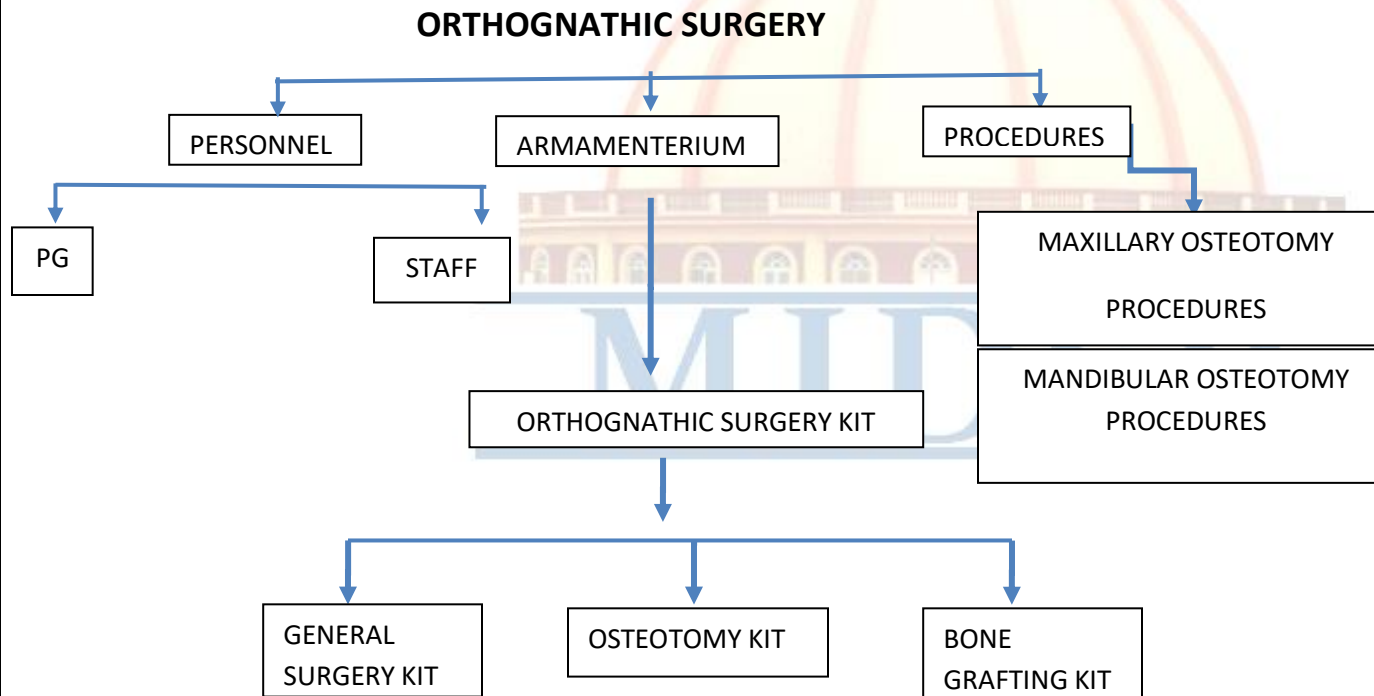 ORTHOGNATHIC SURGERY
PERSONNEL
ARMAMENTERIUM
PROCEDURES
PG
STAFF
MAXILLARY OSTEOTOMY
PROCEDURES
MANDIBULAR OSTEOTOMY
PROCEDURES
MID
ORTHOGNATHIC SURGERY KIT
GENERAL
SURGERY KIT
OSTEOTOMY KIT
BONE
GRAFTING KIT